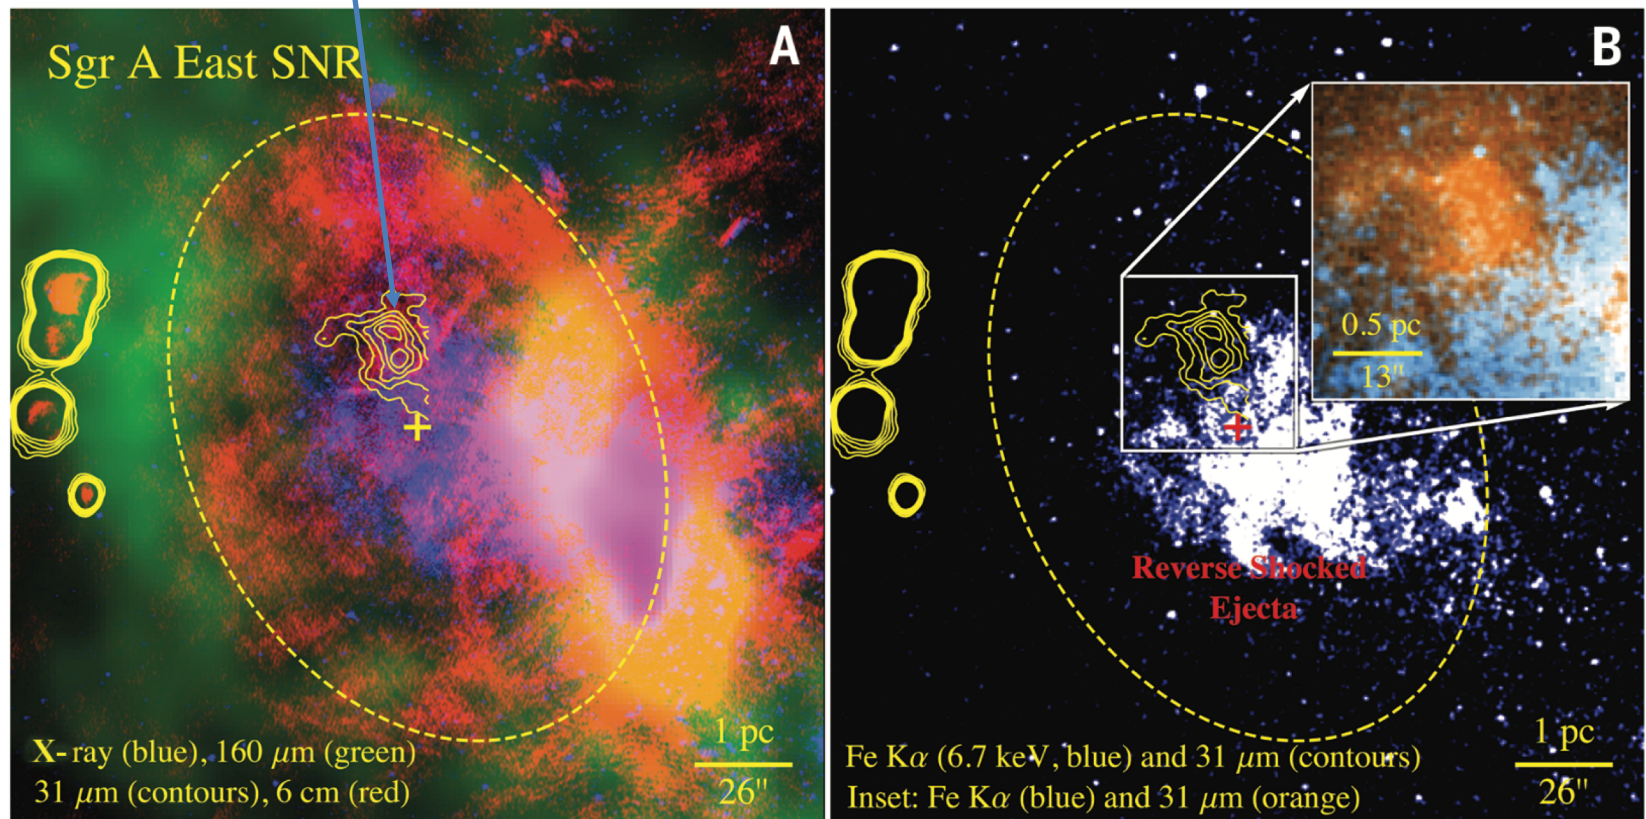 Sgr A East SNR
A
X-ray (blue), 160 μm (green)
31 μm (contours), 6 cm (red)
1 pc
26"
B
0.5 pc
13"
Reverse Shocked
Ejecta
Fe Kα (6.7 keV, blue) and 31 μm (contours)
Inset: Fe Kα (blue) and 31 μm (orange)
1 pc
26"